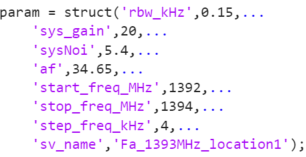 param = struct('rbw_kHz',0.15,...
'sys_gain',20,...
'sysNoi',5.4,...
'af',34.65,...
'start_freq_MHz',1392,...
'stop_freq_MHz',1394,...
'step_freq_kHz',4,...
'sv_name','Fa_1393MHz_location1');